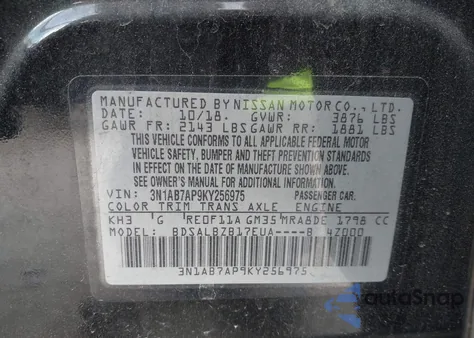 MANUFACTURED BY NISSAN MOTOR CO., LTD.
DATE: 10/18. GVWR: 3876 LBS
GAWR FR: 2143 LBS GAWR RR: 1881 LBS
THIS VEHICLE CONFORMS TO ALL
APPLICABLE FEDERAL MOTOR
VEHICLE SAFETY, BUMPER AND THEFT PREVENTION
STANDARDS IN EFFECT ON THE DATE
OF MANUFACTURE SHOWN ABOVE.
SEE OWNER'S MANUAL FOR ADDITIONAL INFORMATION.
VIN: 3N1AB7AP9KY256975 PASSENGER CAR.
COLOR TRIM TRANS AXLE ENGINE
KH3 G RE0F11A GM35 MRA8DE 1798 CC
MODEL: BDSALBZB17EUA----B 4Z000
3N1AB7AP9KY256975
autoSnap